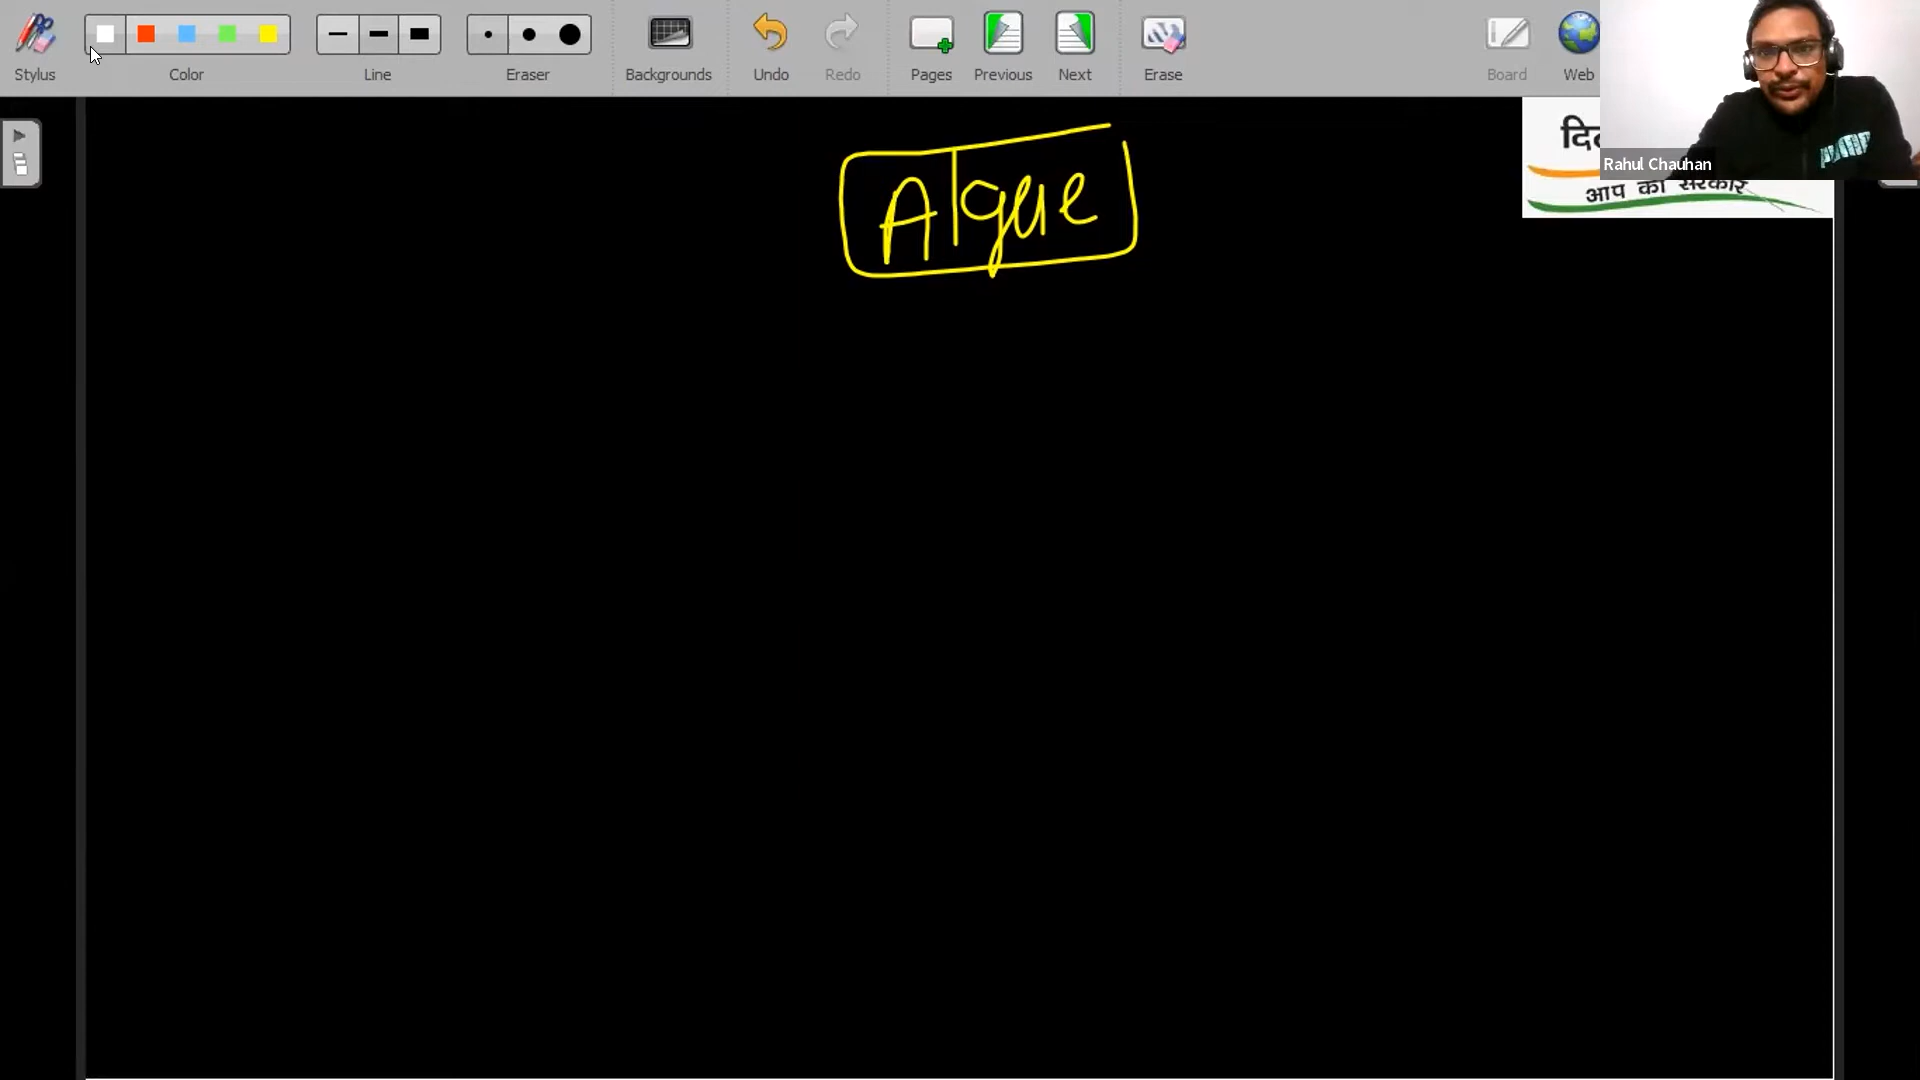 Stylus Color Line Eraser Backgrounds Undo Redo Pages Previous Next Erase Board Web
Rahul Chauhan
आप की सरकार
Algae